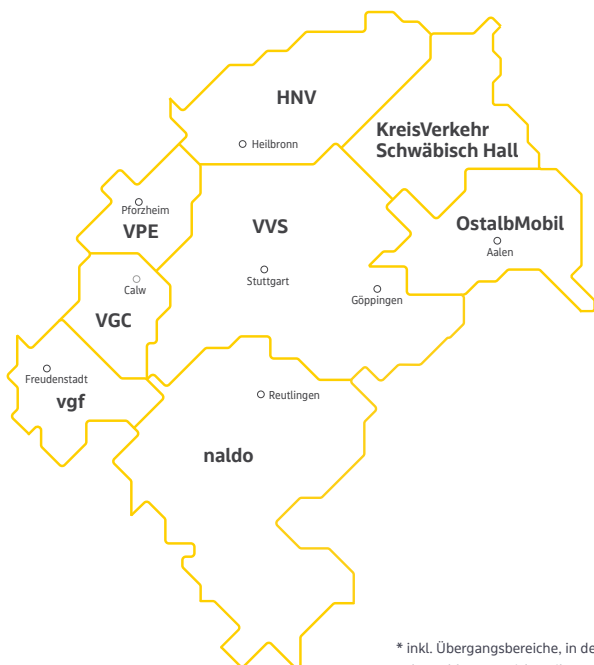 HNV
Heilbronn
KreisVerkehr
Schwäbisch Hall
Pforzheim
VPE
VVS
OstalbMobil
Aalen
Stuttgart
Calw
Göppingen
VGC
Freudenstadt
vgf
Reutlingen
naldo
* inkl. Übergangsbereiche, in de